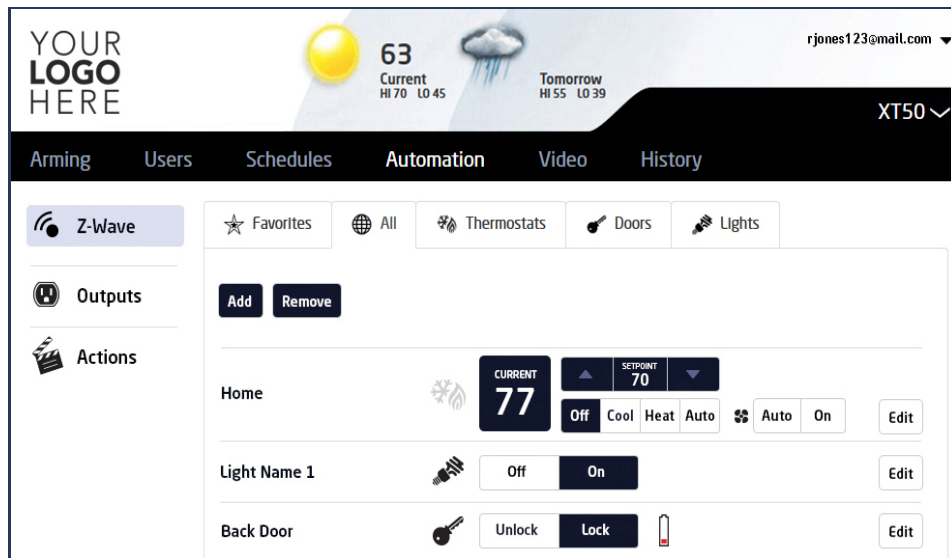 YOUR
LOGO
HERE
63
Current
HI 70 LO 45
Tomorrow
HI 55 LO 39
rjones123@mail.com
XT50
Arming Users Schedules Automation Video History
Z-Wave
Outputs
Actions
Favorites All Thermostats Doors Lights
Add Remove
Home
CURRENT
77
SETPOINT
70
Off Cool Heat Auto Auto On Edit
Light Name 1 Off On Edit
Back Door Unlock Lock Edit